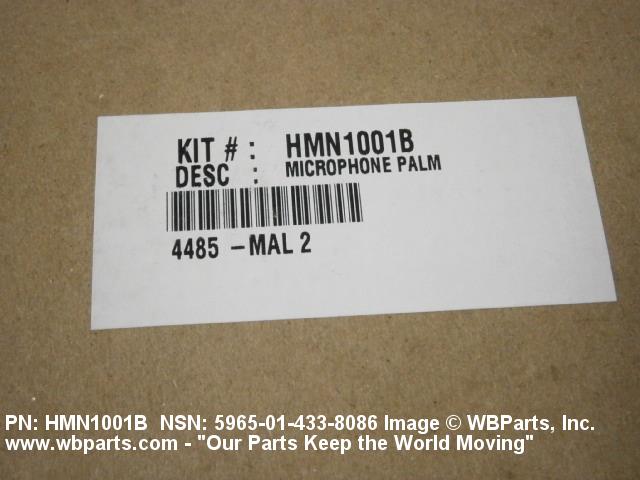 KIT # : HMN1001B
DESC : MICROPHONE PALM
4485 -MAL 2
PN: HMN1001B NSN: 5965-01-433-8086 Image © WBParts, Inc.
www.wbparts.com - "Our Parts Keep the World Moving"